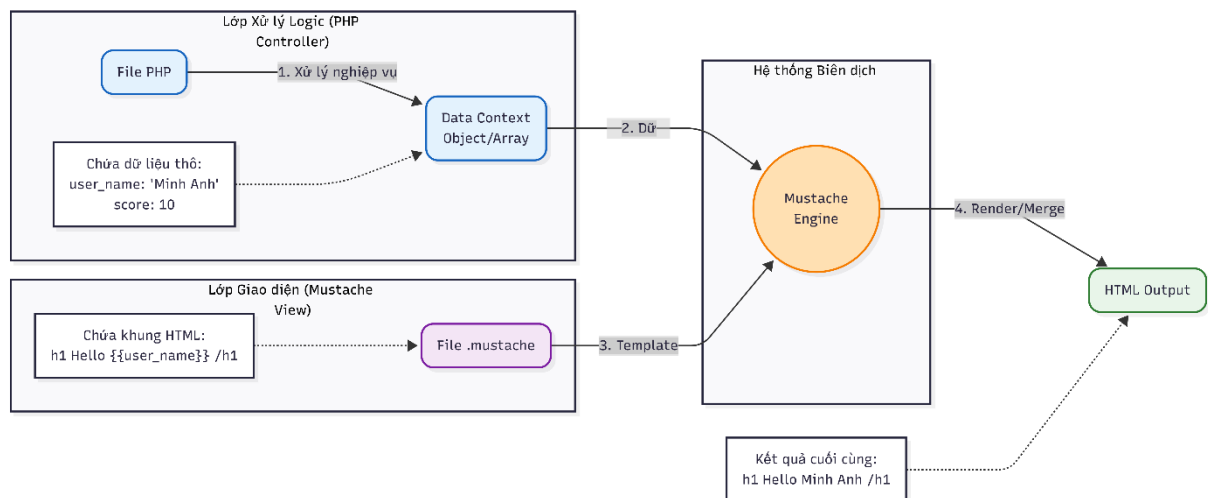 Lớp Xử lý Logic (PHP
Controller)
File PHP
1. Xử lý nghiệp vụ
Data Context
Object/Array
Chứa dữ liệu thô:
user_name: 'Minh Anh'
score: 10
2. Dữ
Hệ thống Biên dịch
Mustache
Engine
4. Render/Merge
HTML Output
Lớp Giao diện (Mustache
View)
Chứa khung HTML:
h1 Hello {{user_name}} /h1
File .mustache
3. Template
Kết quả cuối cùng:
h1 Hello Minh Anh /h1